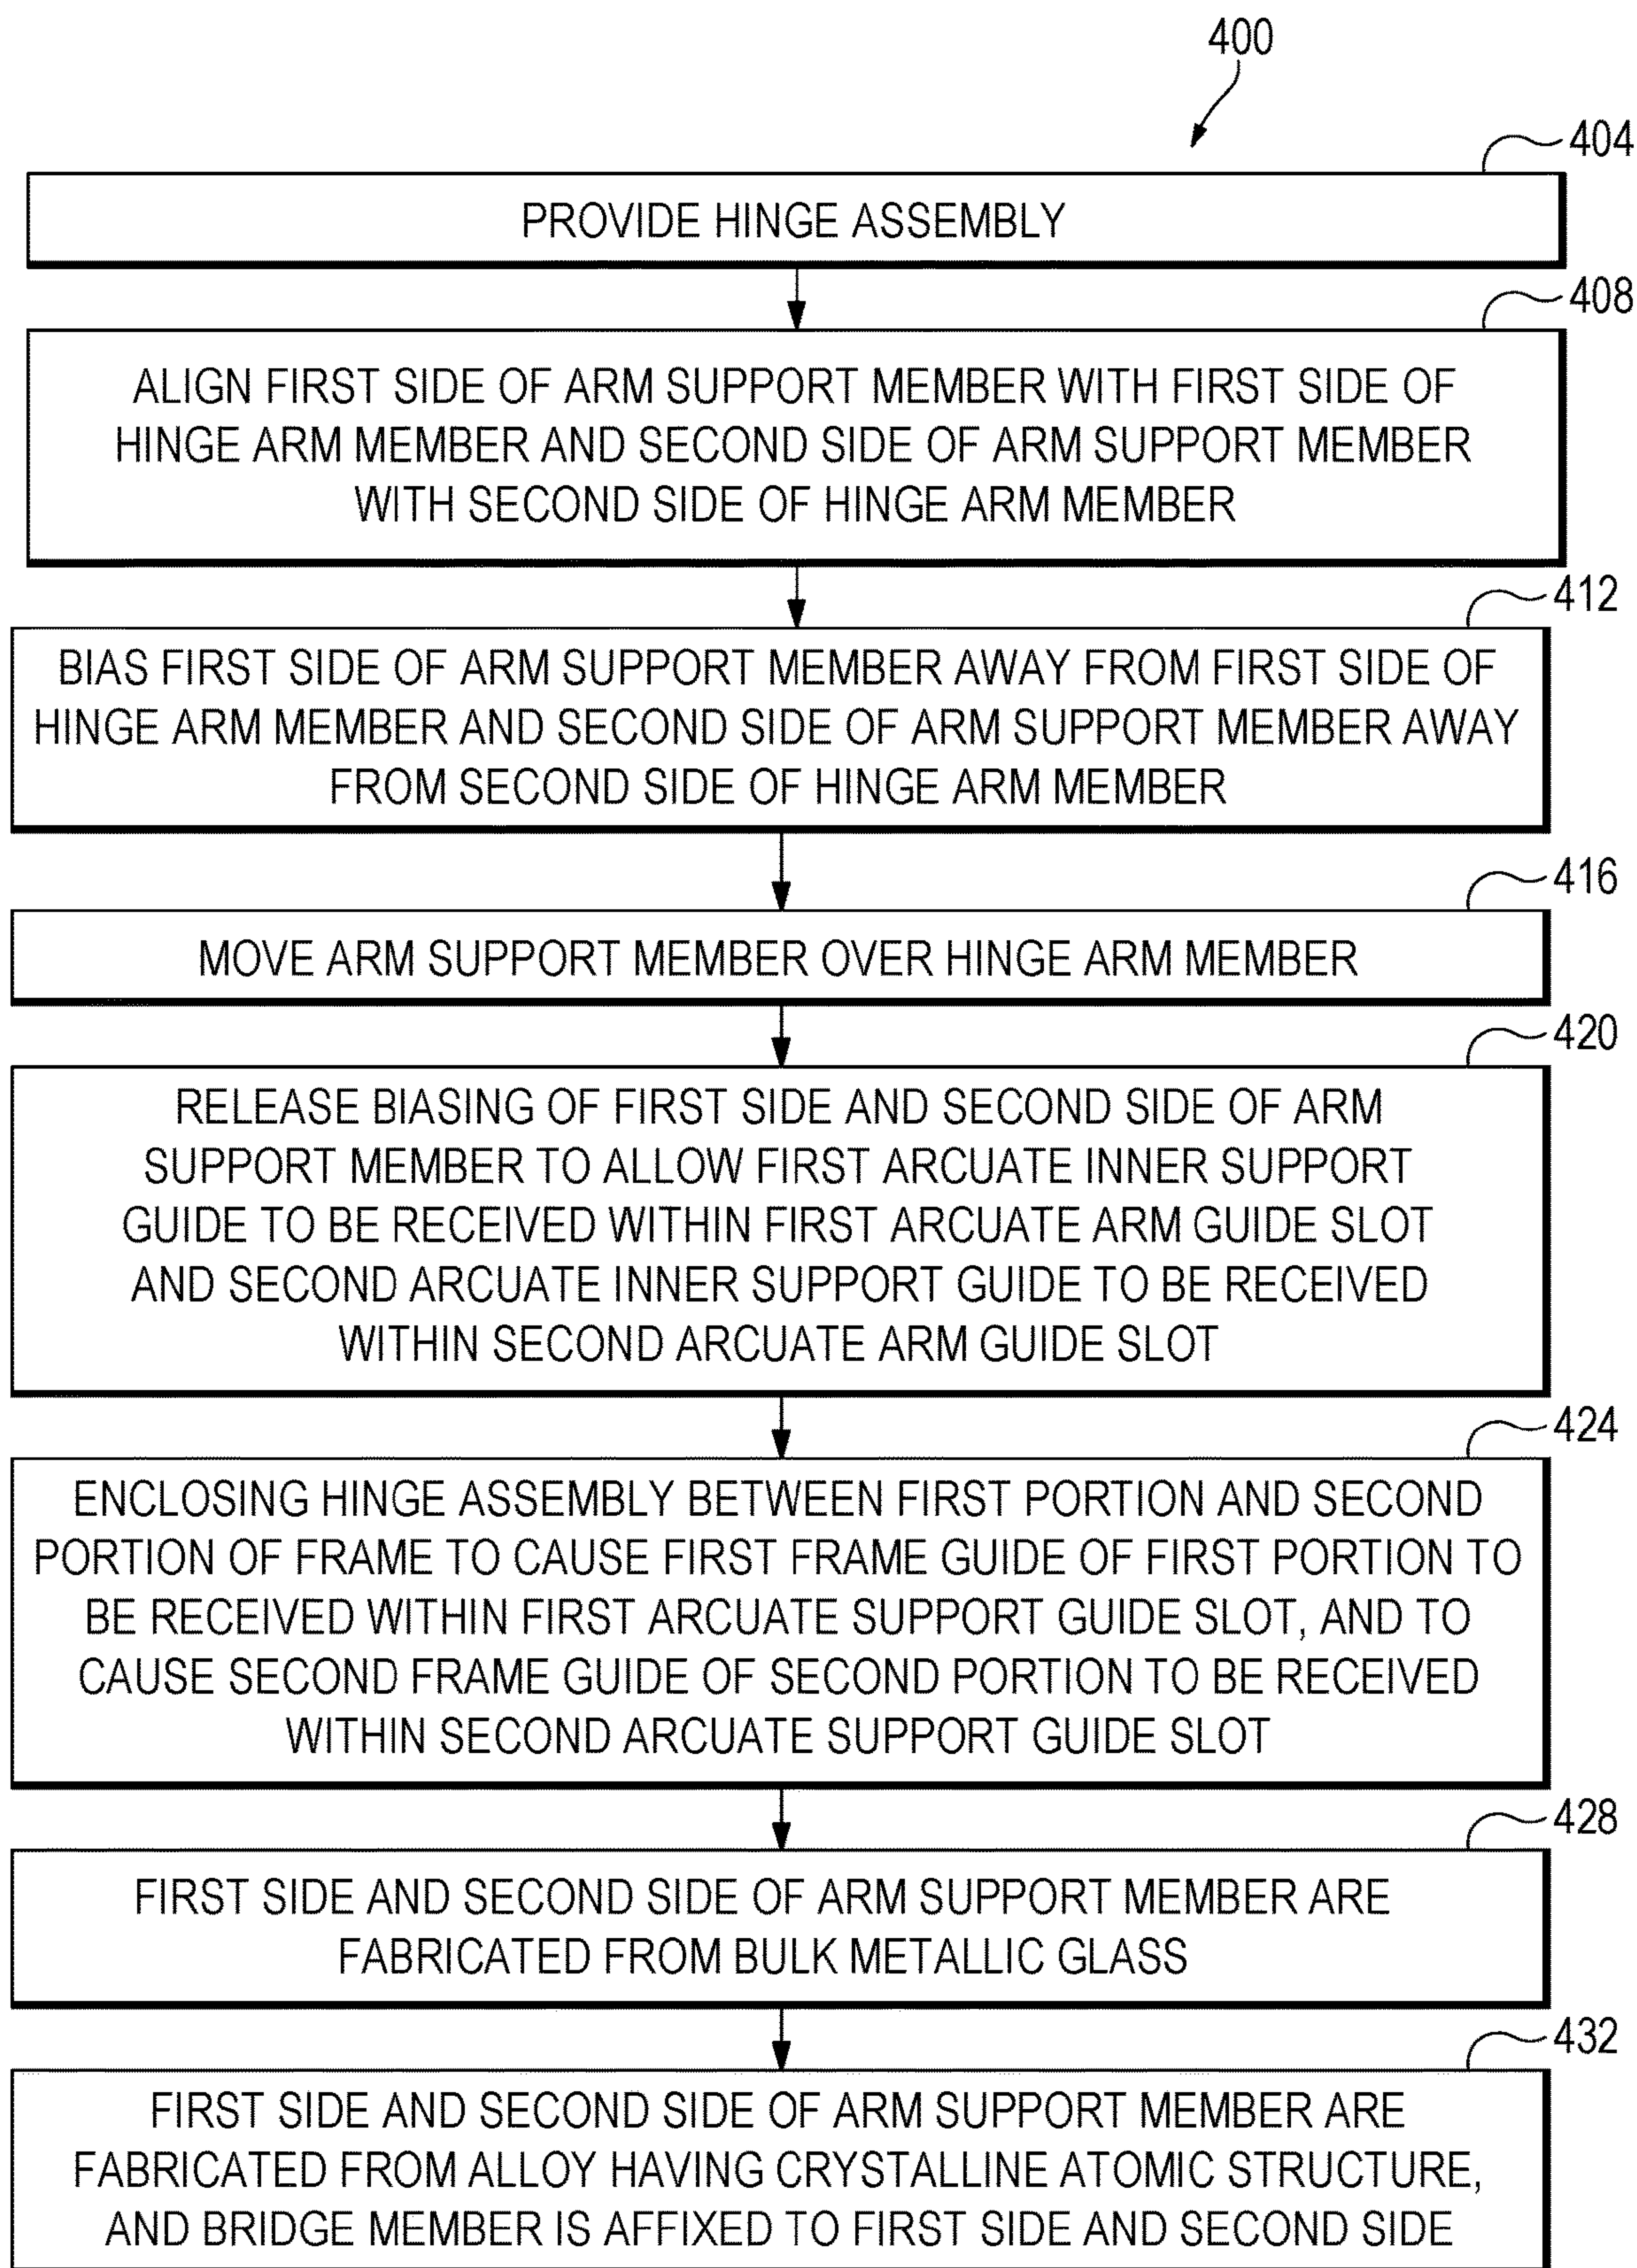 400
404
PROVIDE HINGE ASSEMBLY
408
ALIGN FIRST SIDE OF ARM SUPPORT MEMBER WITH FIRST SIDE OF
HINGE ARM MEMBER AND SECOND SIDE OF ARM SUPPORT MEMBER
WITH SECOND SIDE OF HINGE ARM MEMBER
412
BIAS FIRST SIDE OF ARM SUPPORT MEMBER AWAY FROM FIRST SIDE OF
HINGE ARM MEMBER AND SECOND SIDE OF ARM SUPPORT MEMBER AWAY
FROM SECOND SIDE OF HINGE ARM MEMBER
416
MOVE ARM SUPPORT MEMBER OVER HINGE ARM MEMBER
420
RELEASE BIASING OF FIRST SIDE AND SECOND SIDE OF ARM
SUPPORT MEMBER TO ALLOW FIRST ARCUATE INNER SUPPORT
GUIDE TO BE RECEIVED WITHIN FIRST ARCUATE ARM GUIDE SLOT
AND SECOND ARCUATE INNER SUPPORT GUIDE TO BE RECEIVED
WITHIN SECOND ARCUATE ARM GUIDE SLOT
424
ENCLOSING HINGE ASSEMBLY BETWEEN FIRST PORTION AND SECOND
PORTION OF FRAME TO CAUSE FIRST FRAME GUIDE OF FIRST PORTION TO
BE RECEIVED WITHIN FIRST ARCUATE SUPPORT GUIDE SLOT, AND TO
CAUSE SECOND FRAME GUIDE OF SECOND PORTION TO BE RECEIVED
WITHIN SECOND ARCUATE SUPPORT GUIDE SLOT
428
FIRST SIDE AND SECOND SIDE OF ARM SUPPORT MEMBER ARE
FABRICATED FROM BULK METALLIC GLASS
432
FIRST SIDE AND SECOND SIDE OF ARM SUPPORT MEMBER ARE
FABRICATED FROM ALLOY HAVING CRYSTALLINE ATOMIC STRUCTURE,
AND BRIDGE MEMBER IS AFFIXED TO FIRST SIDE AND SECOND SIDE